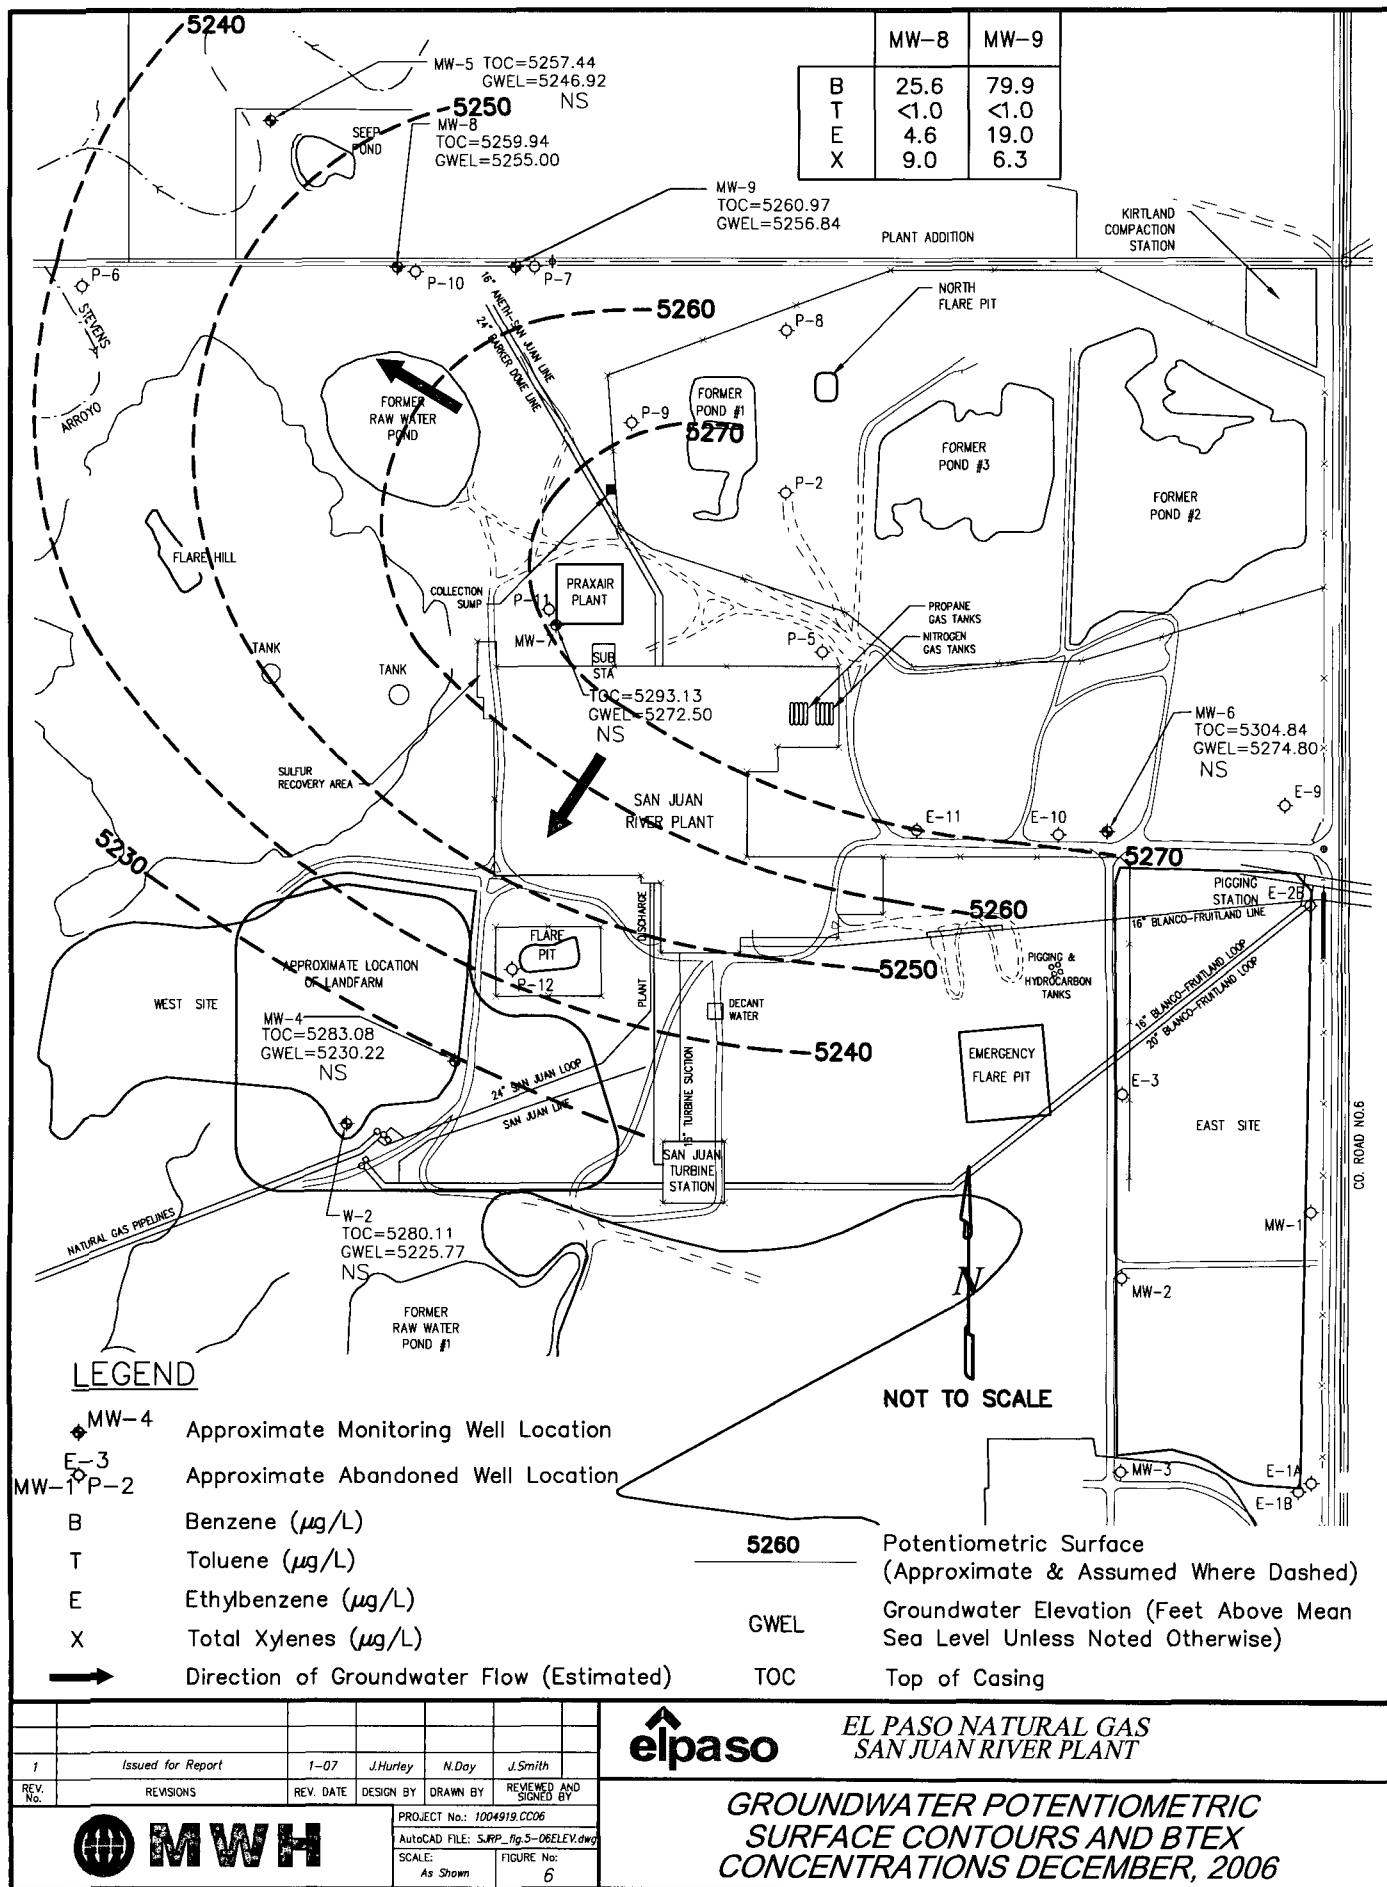 5240
MW-5 TOC=5257.44
GWEL=5246.92
NS
5250
MW-8
TOC=5259.94
GWEL=5255.00
SEEP
POND
MW-8 MW-9
B 25.6 79.9
T <1.0 <1.0
E 4.6 19.0
X 9.0 6.3
MW-9
TOC=5260.97
GWEL=5256.84
PLANT ADDITION
KIRTLAND
COMPACTION
STATION
P-6
P-10
P-7
STEVENS
ARROYO
16" ANETH-SAN JUAN LINE
24" BARKER DOME LINE
5260
P-8
NORTH
FLARE PIT
FORMER
RAW WATER
POND
P-9
FORMER
POND #1
5270
FORMER
POND #3
P-2
FORMER
POND #2
FLARE HILL
COLLECTION
SUMP
P-11
PRAXAIR
PLANT
MW-7
PROPANE
GAS TANKS
NITROGEN
GAS TANKS
P-5
TANK
TANK
SUB
STA
TOC=5293.13
GWEL=5272.50
NS
MW-6
TOC=5304.84
GWEL=5274.80
NS
SULFUR
RECOVERY AREA
SAN JUAN
RIVER PLANT
E-11
E-10
E-9
5230
5270
PIGGING
STATION
E-2B
16" BLANCO-FRUITLAND LINE
5260
DISCHARGE
PLANT
FLARE
PIT
P-12
5250
APPROXIMATE LOCATION
OF LANDFARM
WEST SITE
PIGGING &
HYDROCARBON
TANKS
16" BLANCO-FRUITLAND LOOP
20" BLANCO-FRUITLAND LOOP
DECANT
WATER
MW-4
TOC=5283.08
GWEL=5230.22
NS
5240
EMERGENCY
FLARE PIT
24" SAN JUAN LOOP
SAN JUAN LINE
16" TURBINE SUCTION
E-3
EAST SITE
CO. ROAD NO.6
SAN JUAN
TURBINE
STATION
NATURAL GAS PIPELINES
W-2
TOC=5280.11
GWEL=5225.77
NS
MW-1
N
MW-2
FORMER
RAW WATER
POND #1
NOT TO SCALE
MW-3
E-1A
E-1B
LEGEND
MW-4 Approximate Monitoring Well Location
E-3
MW-1 P-2 Approximate Abandoned Well Location
B Benzene (µg/L)
T Toluene (µg/L)
E Ethylbenzene (µg/L)
X Total Xylenes (µg/L)
Direction of Groundwater Flow (Estimated)
5260 Potentiometric Surface
(Approximate & Assumed Where Dashed)
GWEL Groundwater Elevation (Feet Above Mean
Sea Level Unless Noted Otherwise)
TOC Top of Casing
1 Issued for Report 1-07 J.Hurley N.Day J.Smith
REV. No. REVISIONS REV. DATE DESIGN BY DRAWN BY REVIEWED AND SIGNED BY
MWH
PROJECT No.: 1004919.CC06
AutoCAD FILE: SJRP_fig.5-06ELEV.dwg
SCALE: As Shown
FIGURE No: 6
elpaso
EL PASO NATURAL GAS
SAN JUAN RIVER PLANT
GROUNDWATER POTENTIOMETRIC
SURFACE CONTOURS AND BTEX
CONCENTRATIONS DECEMBER, 2006